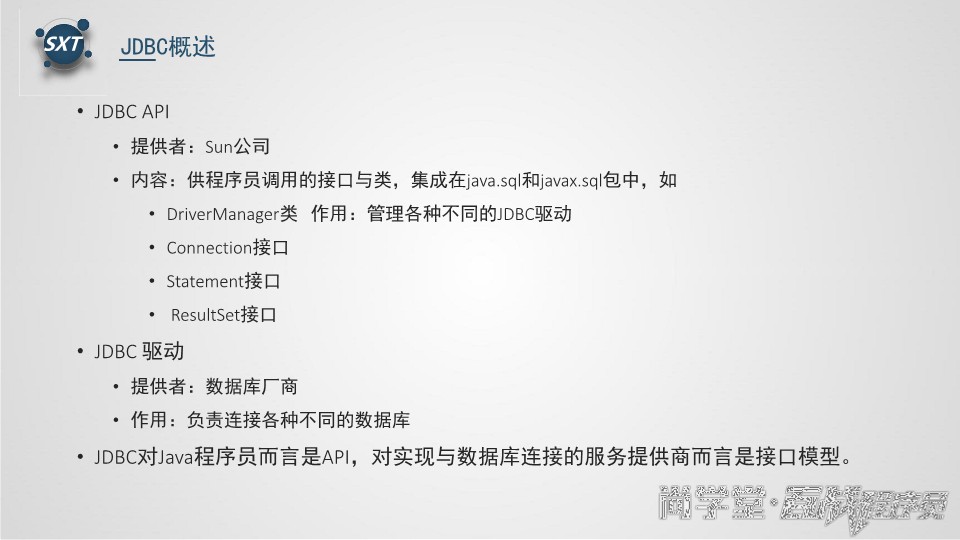 SXT
JDBC概述
• JDBC API
• 提供者：Sun公司
• 内容：供程序员调用的接口与类，集成在java.sql和javax.sql包中，如
• DriverManager类 作用：管理各种不同的JDBC驱动
• Connection接口
• Statement接口
• ResultSet接口
• JDBC 驱动
• 提供者：数据库厂商
• 作用：负责连接各种不同的数据库
• JDBC对Java程序员而言是API，对实现与数据库连接的服务提供商而言是接口模型。
尚学堂·实战程序员